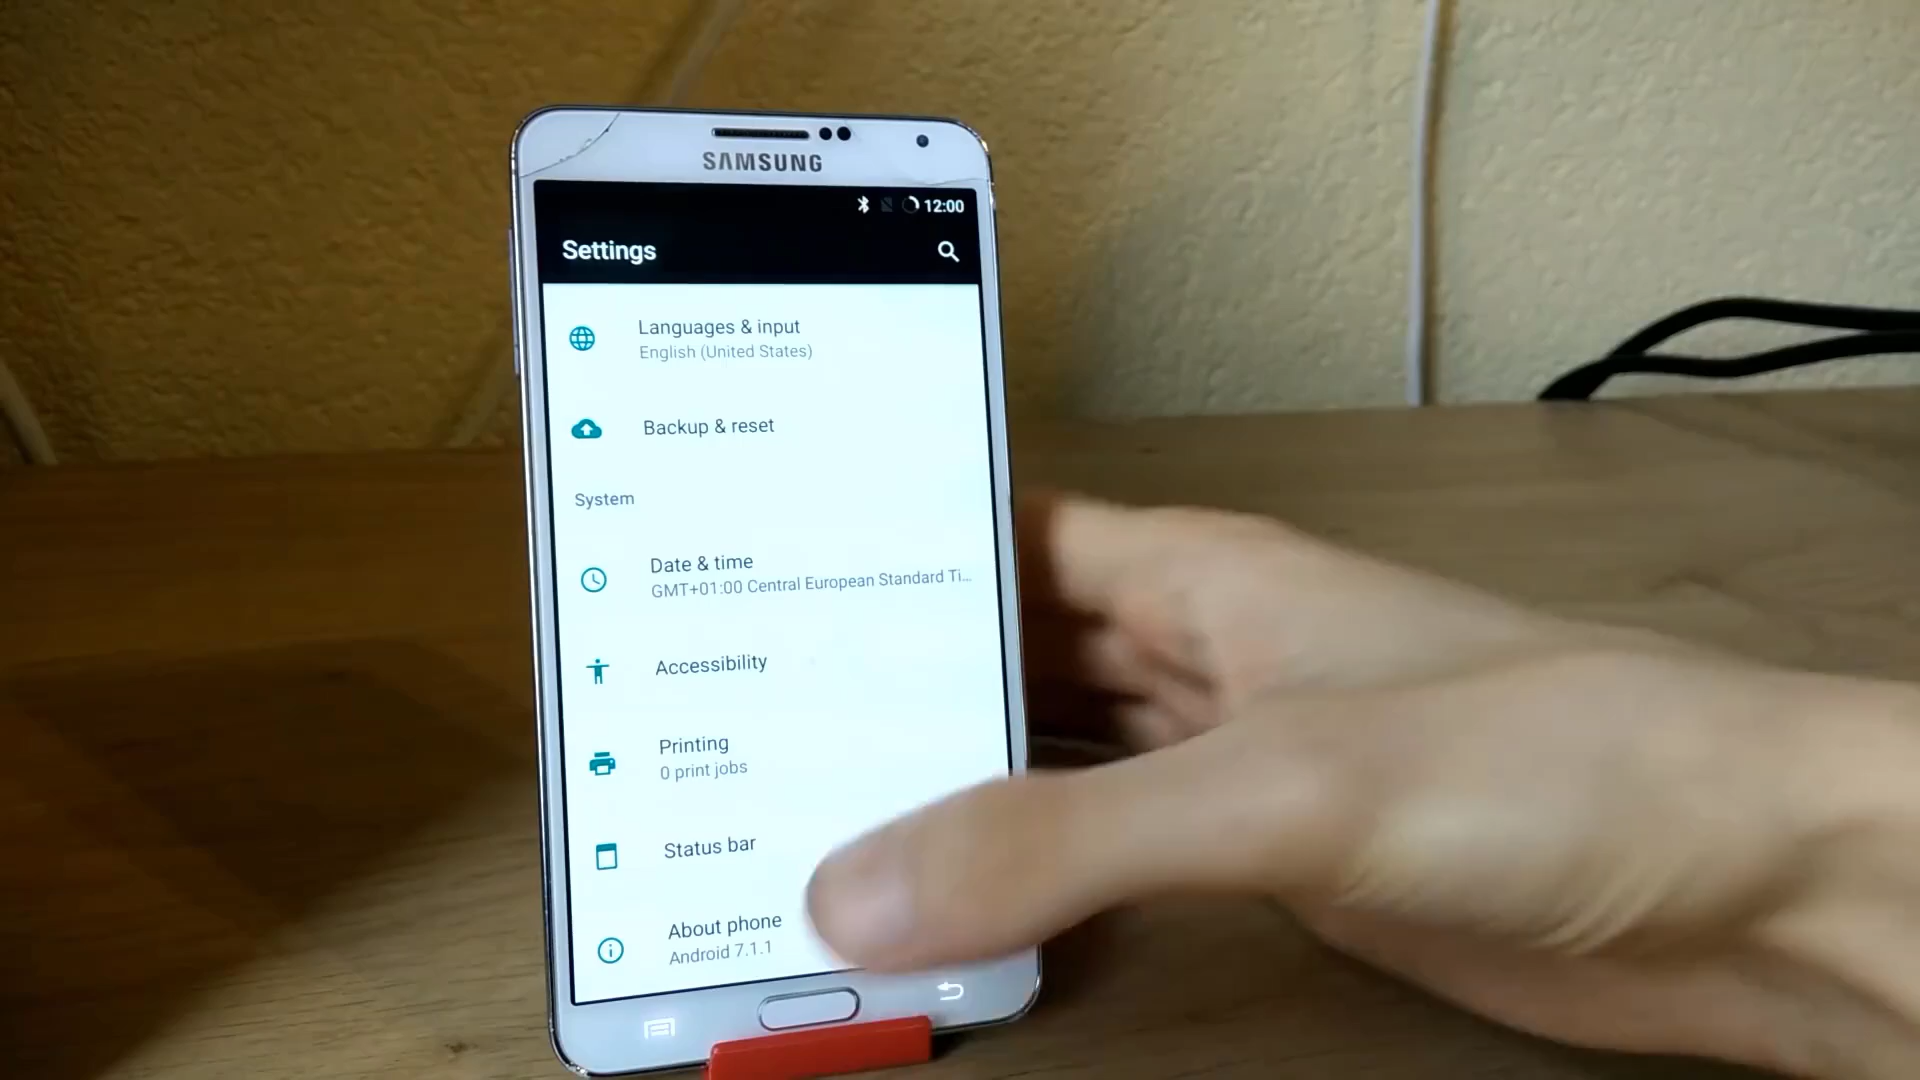 SAMSUNG
12:00
Settings
Languages & input
English (United States)
Backup & reset
System
Date & time
GMT+01:00 Central European Standard Ti...
Accessibility
Printing
0 print jobs
Status bar
About phone
Android 7.1.1